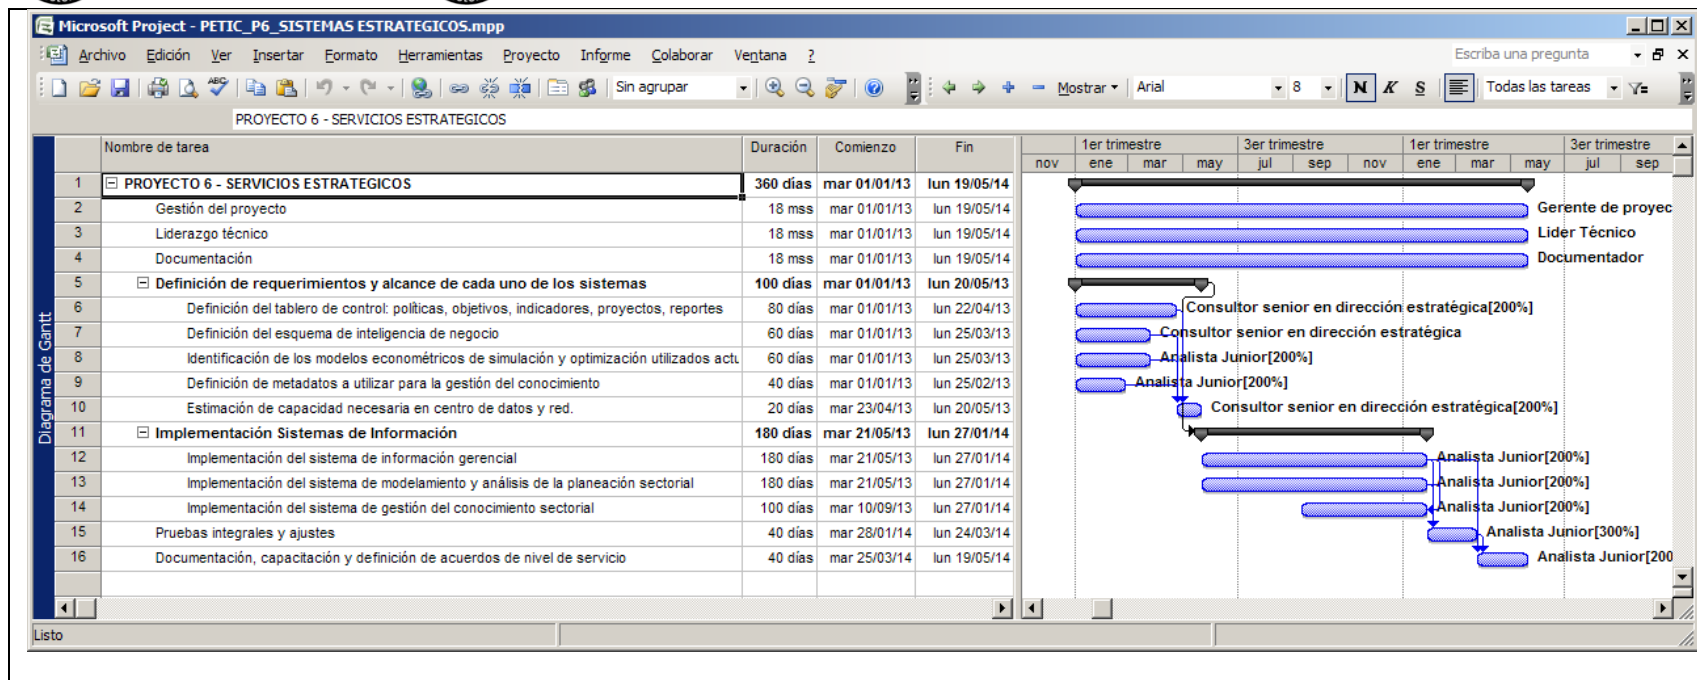 Microsoft Project - PETIC_P6_SISTEMAS ESTRATEGICOS.mpp
Archivo Edición Ver Insertar Formato Herramientas Proyecto Informe Colaborar Ventana ? Escriba una pregunta
Sin agrupar Mostrar Arial 8 N K S Todas las tareas
PROYECTO 6 - SERVICIOS ESTRATEGICOS
Nombre de tarea Duración Comienzo Fin 1er trimestre 3er trimestre 1er trimestre 3er trimestre
nov ene mar may jul sep nov ene mar may jul sep
1 PROYECTO 6 - SERVICIOS ESTRATEGICOS 360 días mar 01/01/13 lun 19/05/14
2 Gestión del proyecto 18 mss mar 01/01/13 lun 19/05/14 Gerente de proyec
3 Liderazgo técnico 18 mss mar 01/01/13 lun 19/05/14 Lider Técnico
4 Documentación 18 mss mar 01/01/13 lun 19/05/14 Documentador
5 Definición de requerimientos y alcance de cada uno de los sistemas 100 días mar 01/01/13 lun 20/05/13
6 Definición del tablero de control: políticas, objetivos, indicadores, proyectos, reportes 80 días mar 01/01/13 lun 22/04/13 Consultor senior en dirección estratégica[200%]
7 Definición del esquema de inteligencia de negocio 60 días mar 01/01/13 lun 25/03/13 Consultor senior en dirección estratégica
8 Identificación de los modelos econométricos de simulación y optimización utilizados actu 60 días mar 01/01/13 lun 25/03/13 Analista Junior[200%]
9 Definición de metadatos a utilizar para la gestión del conocimiento 40 días mar 01/01/13 lun 25/02/13 Analista Junior[200%]
10 Estimación de capacidad necesaria en centro de datos y red. 20 días mar 23/04/13 lun 20/05/13 Consultor senior en dirección estratégica[200%]
11 Implementación Sistemas de Información 180 días mar 21/05/13 lun 27/01/14
12 Implementación del sistema de información gerencial 180 días mar 21/05/13 lun 27/01/14 Analista Junior[200%]
13 Implementación del sistema de modelamiento y análisis de la planeación sectorial 180 días mar 21/05/13 lun 27/01/14 Analista Junior[200%]
14 Implementación del sistema de gestión del conocimiento sectorial 100 días mar 10/09/13 lun 27/01/14 Analista Junior[200%]
15 Pruebas integrales y ajustes 40 días mar 28/01/14 lun 24/03/14 Analista Junior[300%]
16 Documentación, capacitación y definición de acuerdos de nivel de servicio 40 días mar 25/03/14 lun 19/05/14 Analista Junior[200
Diagrama de Gantt
Listo